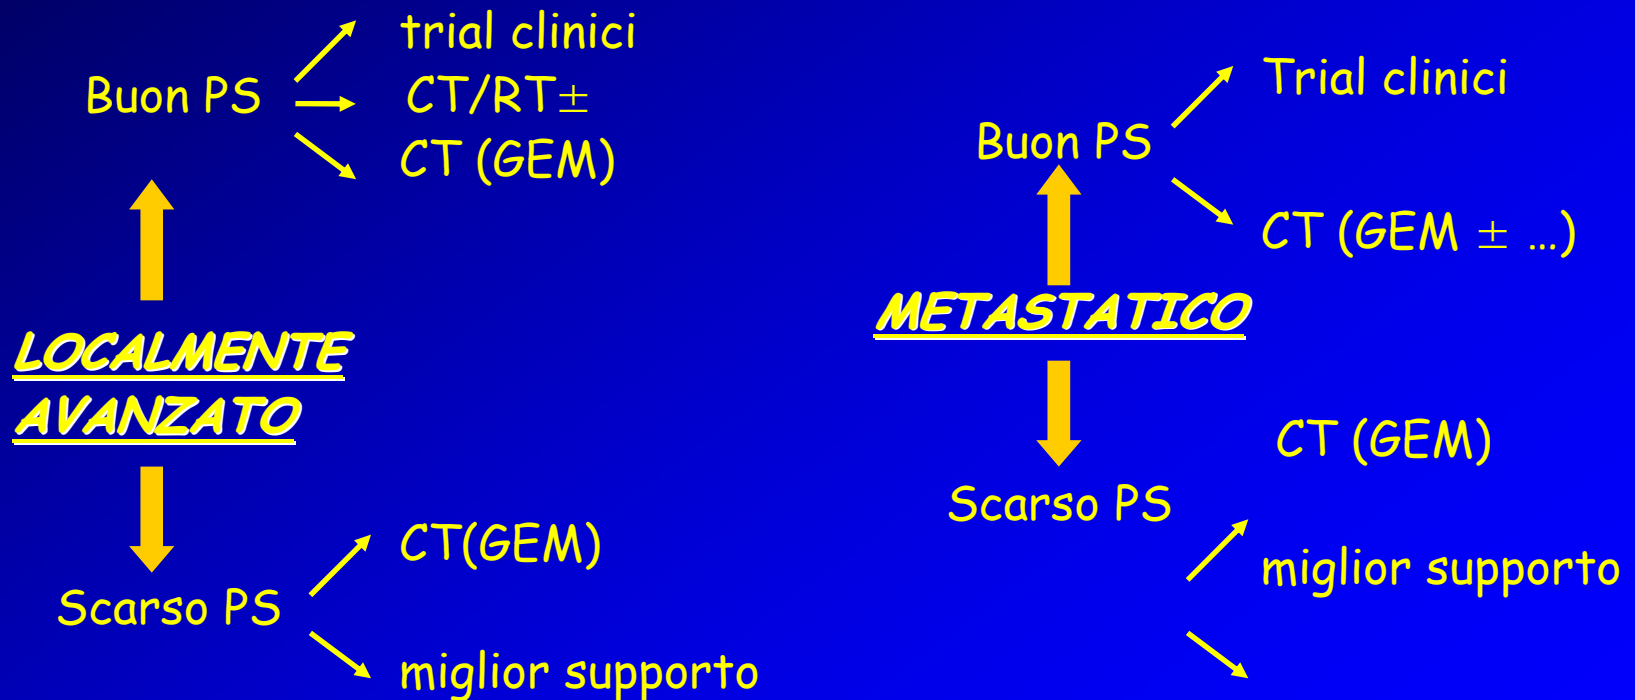 trial clinici
Buon PS
CT/RT±
CT (GEM)
LOCALMENTE
AVANZATO
CT(GEM)
Scarso PS
miglior supporto
Trial clinici
Buon PS
CT (GEM ± …)
METASTATICO
CT (GEM)
Scarso PS
miglior supporto